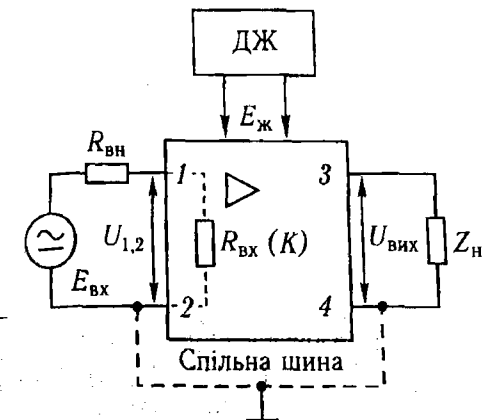 ДЖ
Eж
Rвн
1
3
U1,2
Rвх (K)
Uвих
Zн
Eвх
2
4
Спільна шина